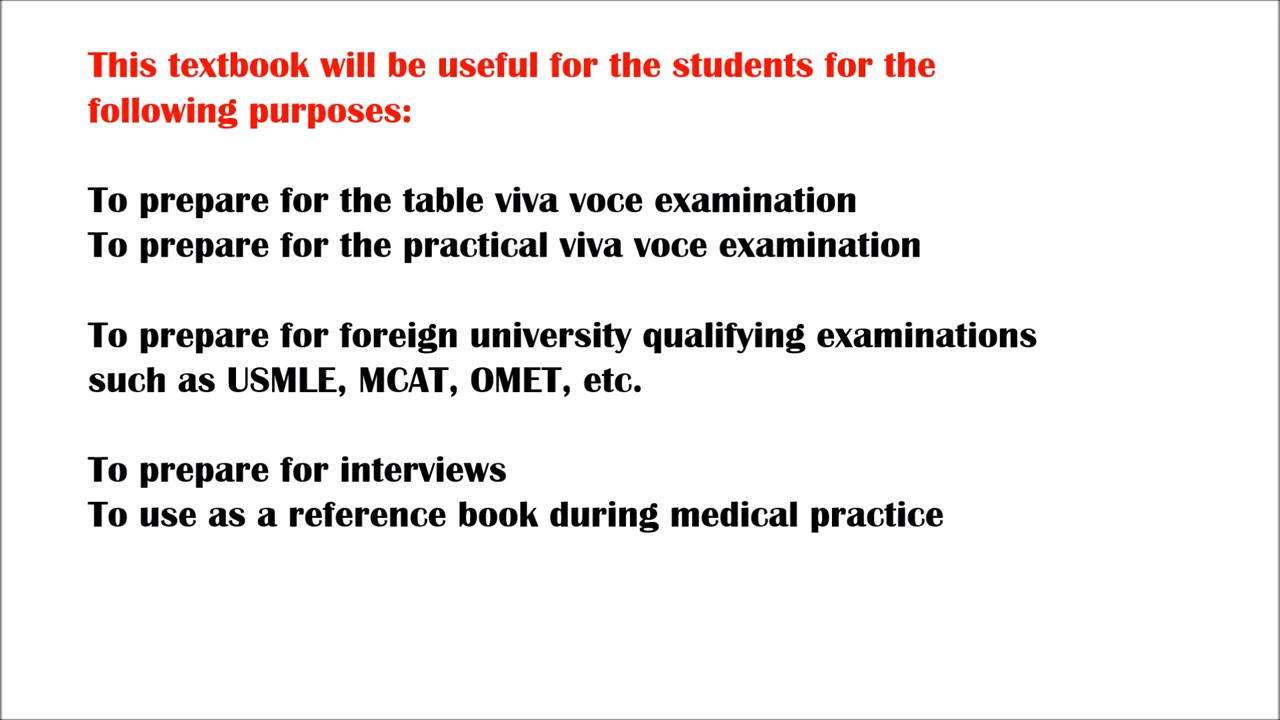 This textbook will be useful for the students for the
following purposes:
To prepare for the table viva voce examination
To prepare for the practical viva voce examination
To prepare for foreign university qualifying examinations
such as USMLE, MCAT, OMET, etc.
To prepare for interviews
To use as a reference book during medical practice